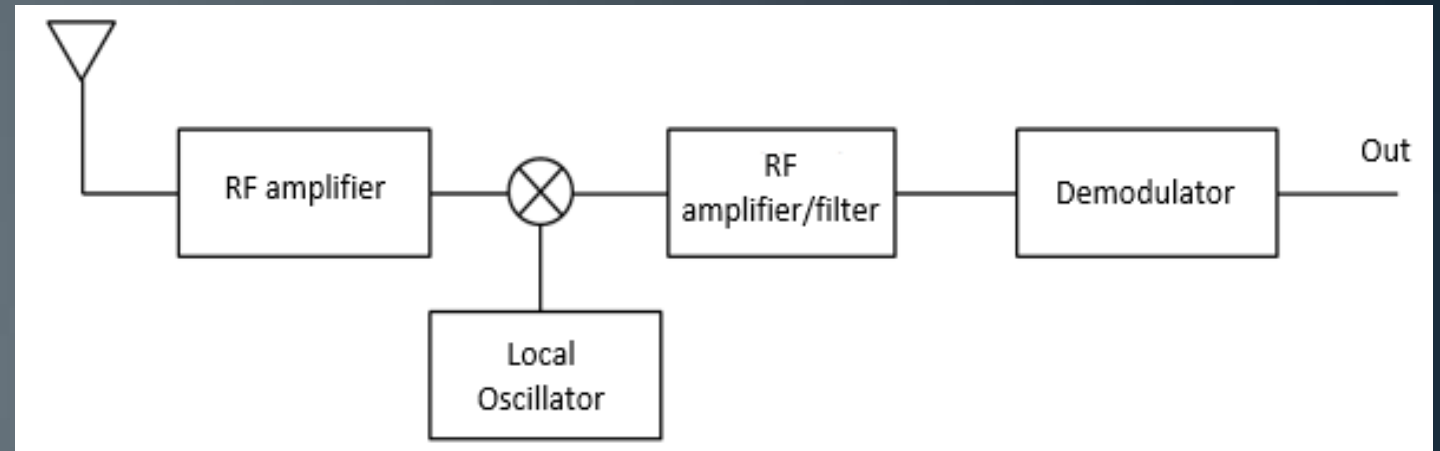 RF amplifier
RF
amplifier/filter
Demodulator
Out
Local
Oscillator